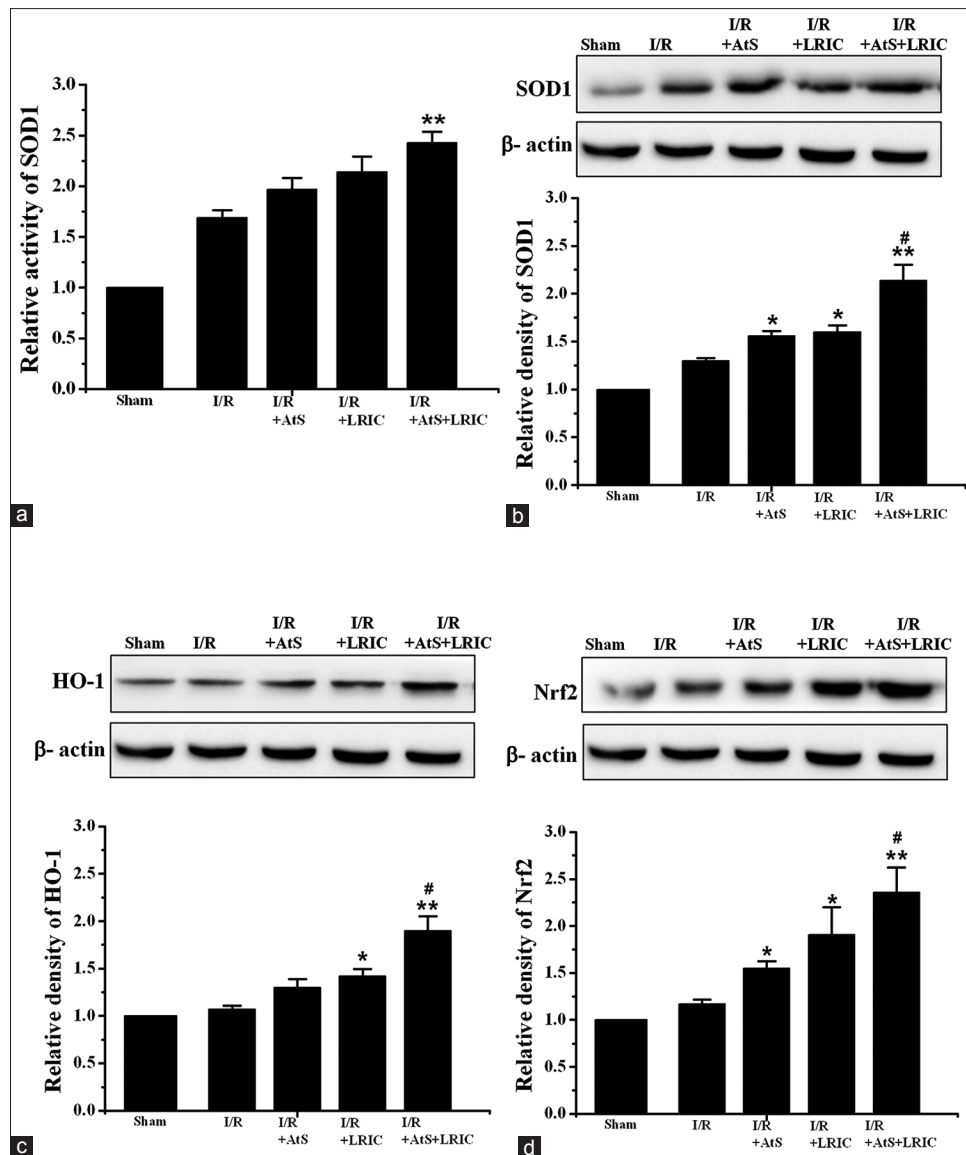 I/R I/R I/R
Sham I/R +AtS +LRIC +AtS+LRIC
SOD1
β- actin
Relative activity of SOD1
3.0
2.5
2.0
1.5
1.0
0.5
0.0
**
Sham I/R I/R I/R I/R
+AtS +LRIC +AtS+LRIC
a
Relative density of SOD1
3.0
2.5
2.0
1.5
1.0
0.5
0.0
* * # **
Sham I/R I/R I/R I/R
+AtS +LRIC +AtS+LRIC
b
I/R I/R I/R
Sham I/R +AtS +LRIC +AtS+LRIC
HO-1
β- actin
Relative density of HO-1
3.0
2.5
2.0
1.5
1.0
0.5
0.0
* # **
Sham I/R I/R I/R I/R
+AtS +LRIC +AtS+LRIC
c
I/R I/R I/R
Sham I/R +AtS +LRIC +AtS+LRIC
Nrf2
β- actin
Relative density of Nrf2
3.0
2.5
2.0
1.5
1.0
0.5
0.0
* * # **
Sham I/R I/R I/R I/R
+AtS +LRIC +AtS+LRIC
d